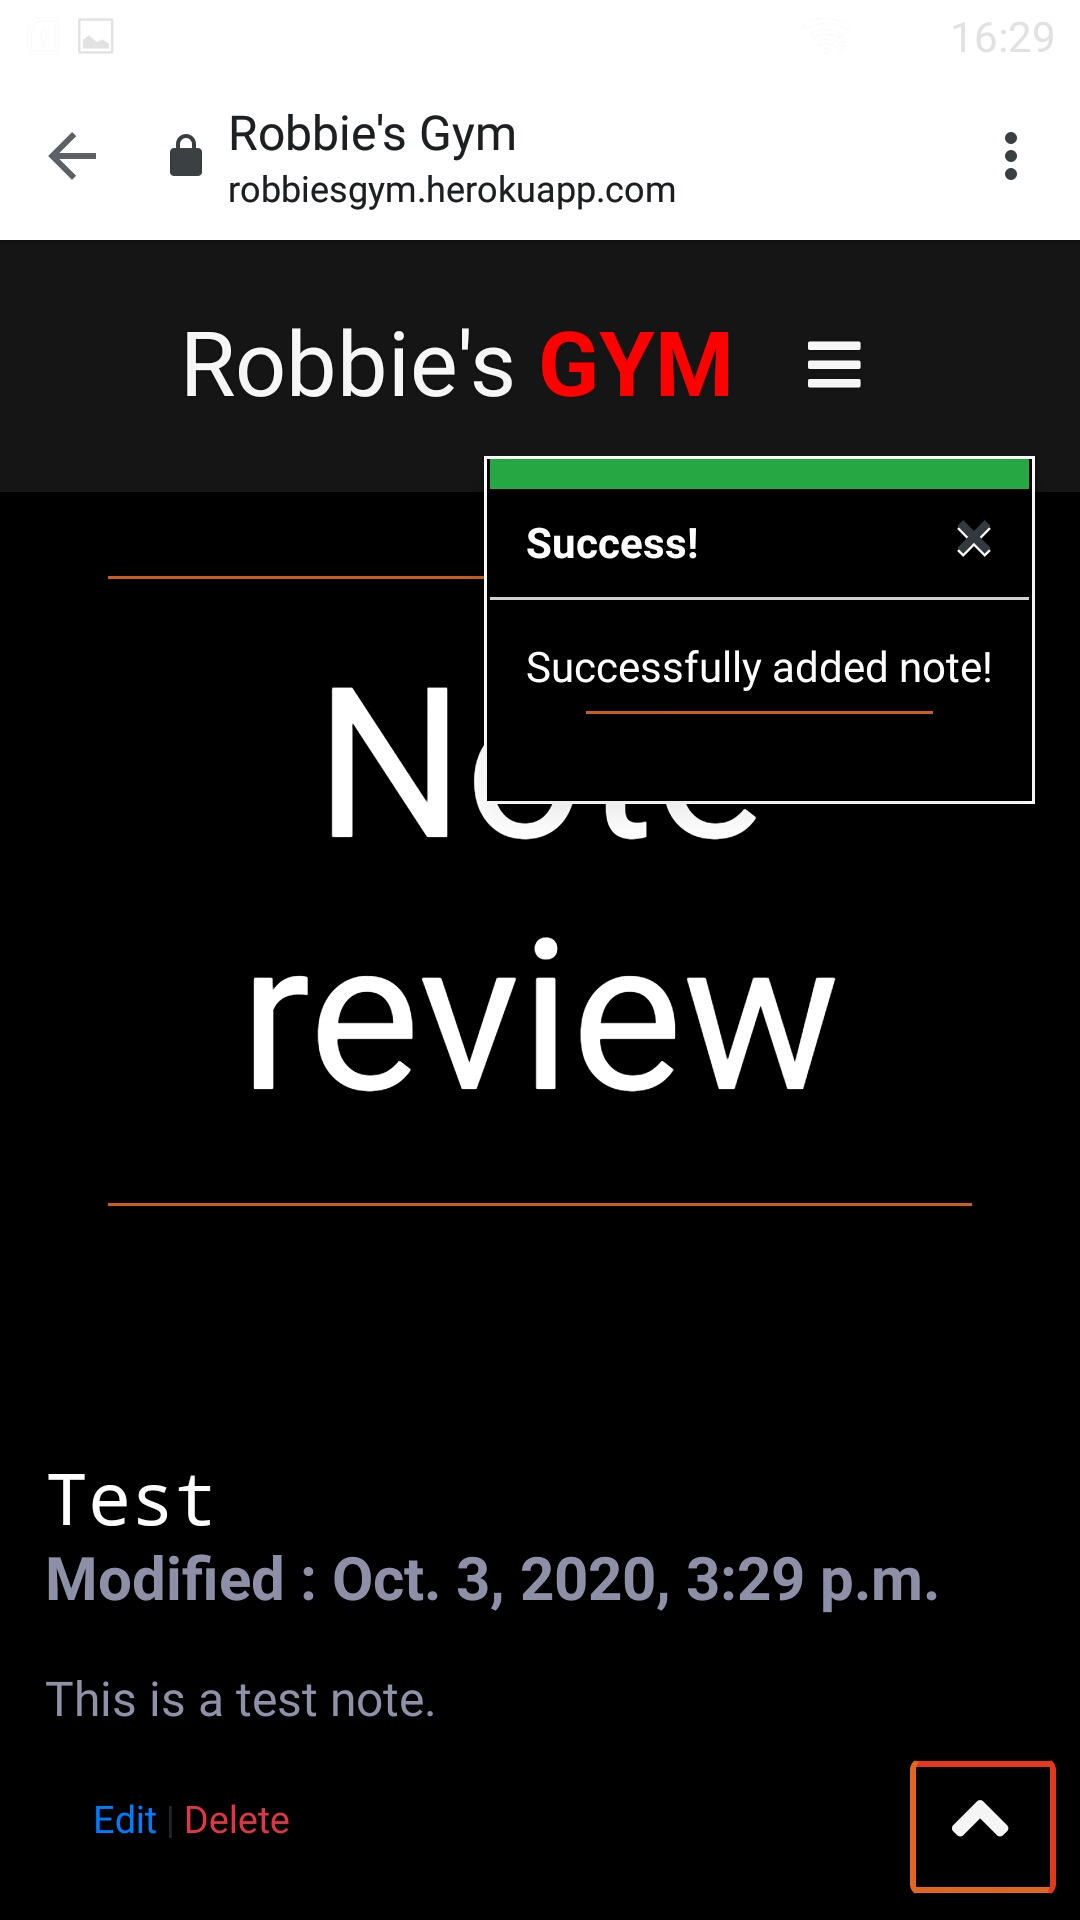 16:29
Robbie's Gym
robbiesgym.herokuapp.com
Robbie's GYM
Success!
Successfully added note!
Note
review
Test
Modified : Oct. 3, 2020, 3:29 p.m.
This is a test note.
Edit | Delete